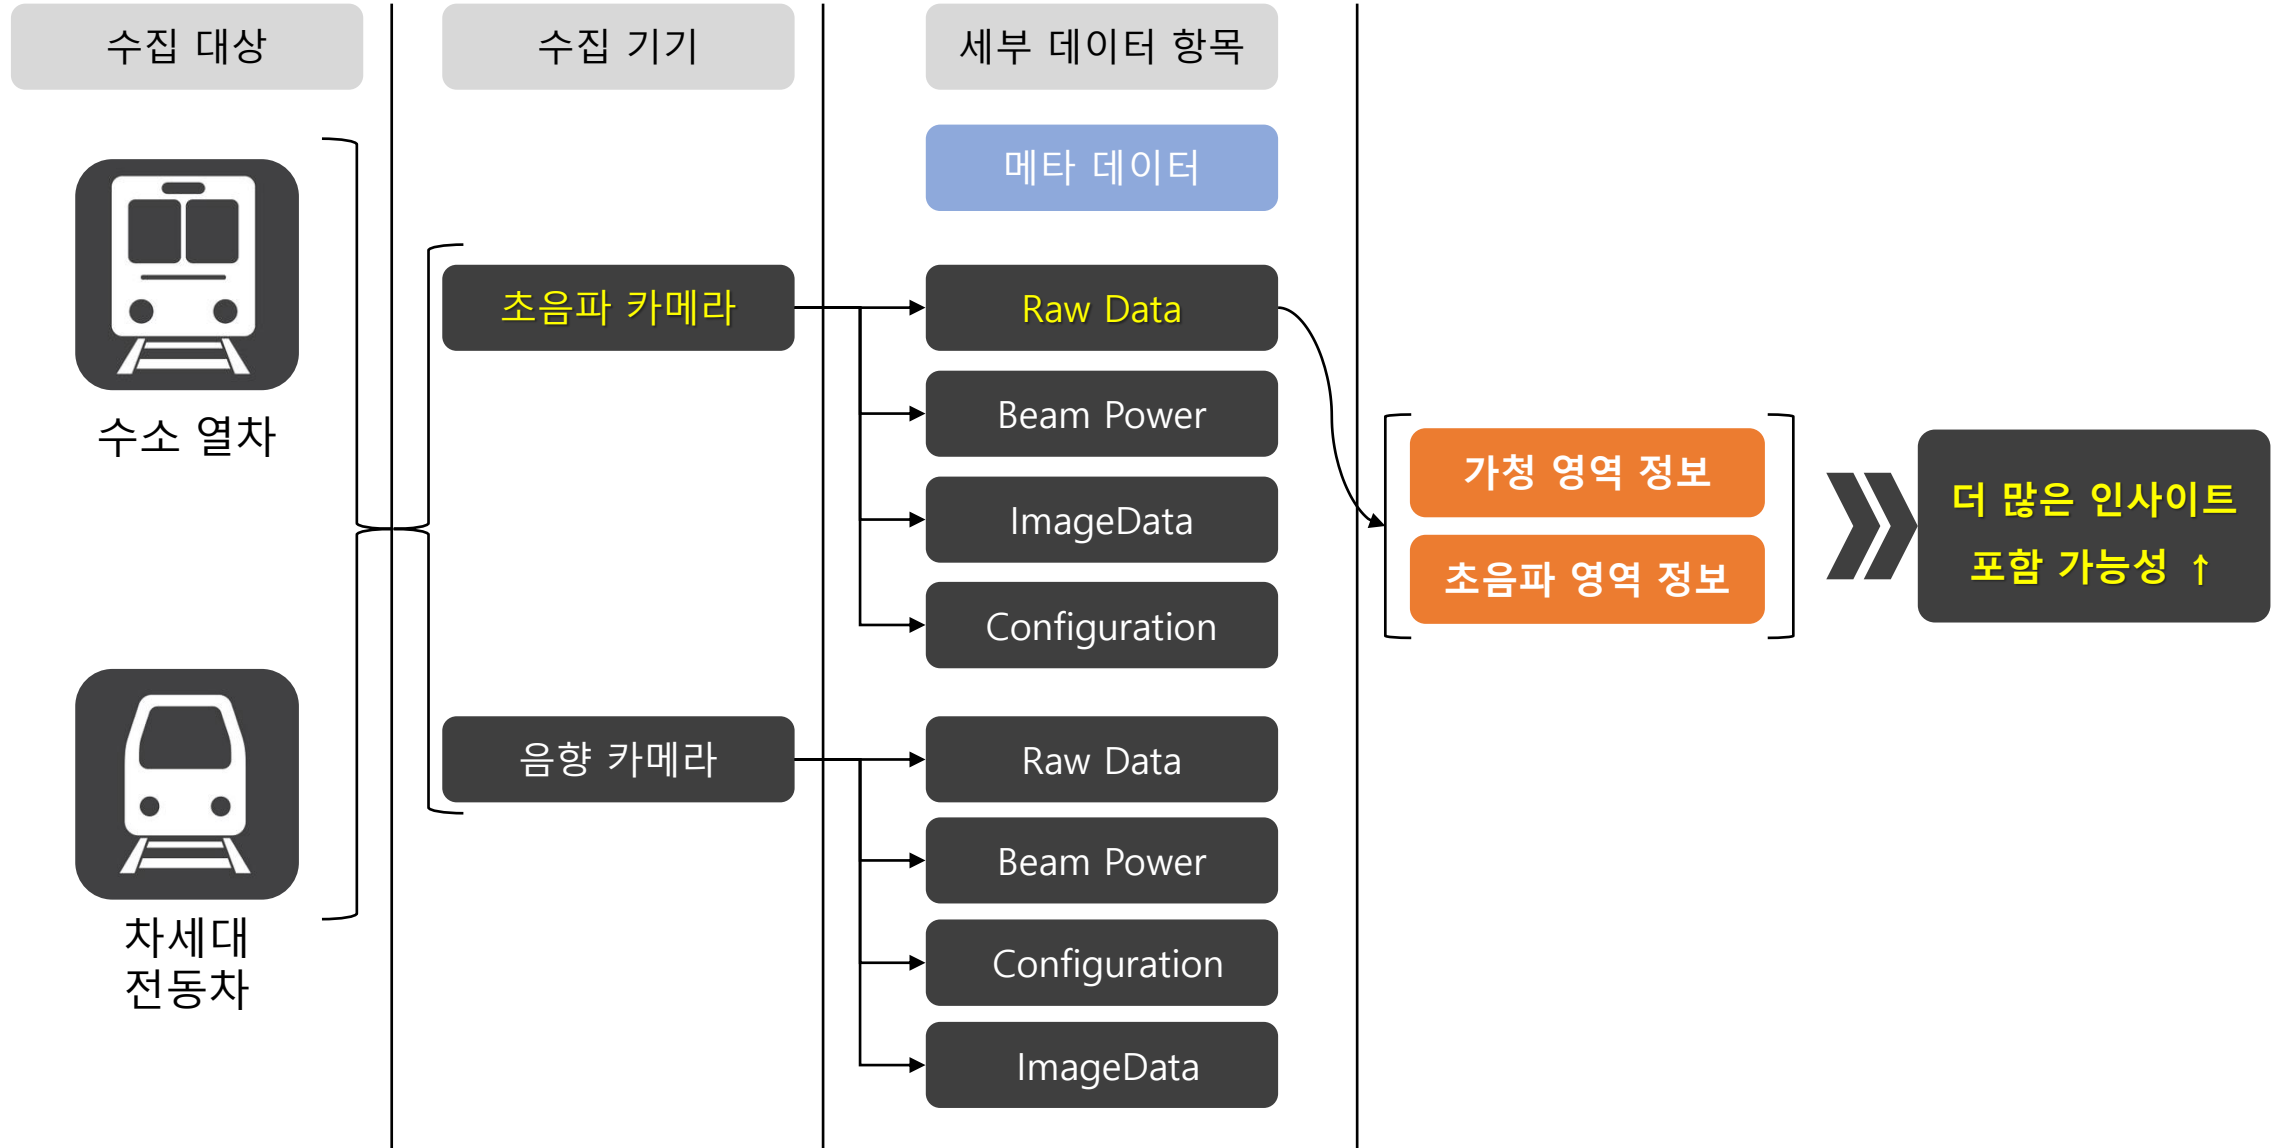 수집 대상
수집 기기
세부 데이터 항목
메타 데이터
수소 열차
차세대
전동차
초음파 카메라
Raw Data
Beam Power
ImageData
Configuration
음향 카메라
Raw Data
Beam Power
Configuration
ImageData
가청 영역 정보
초음파 영역 정보
더 많은 인사이트
포함 가능성 ↑